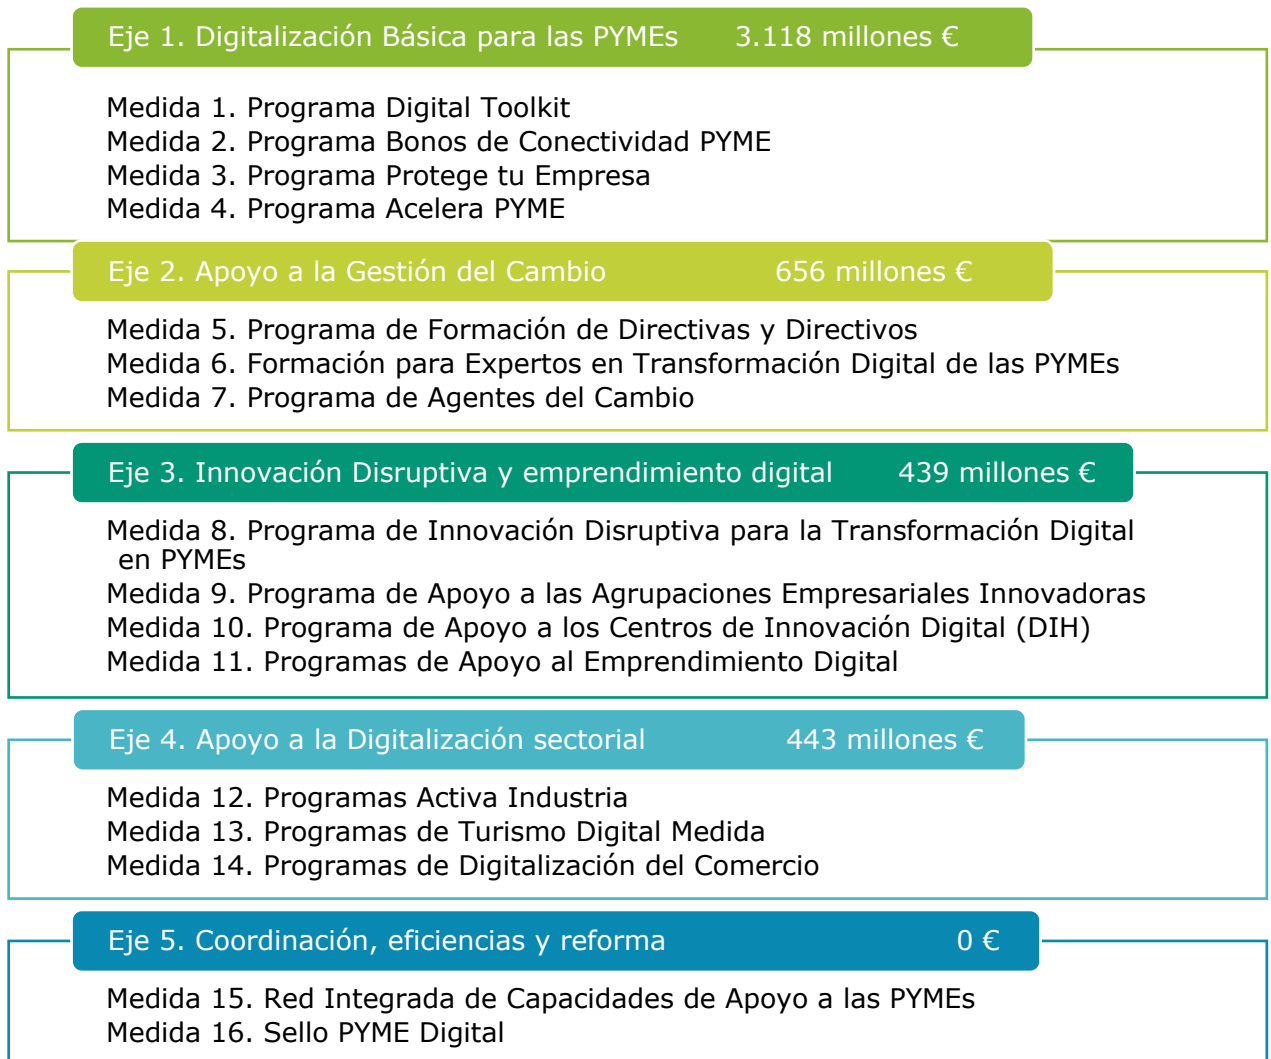 Eje 1. Digitalización Básica para las PYMEs 3.118 millones €
Medida 1. Programa Digital Toolkit
Medida 2. Programa Bonos de Conectividad PYME
Medida 3. Programa Protege tu Empresa
Medida 4. Programa Acelera PYME
Eje 2. Apoyo a la Gestión del Cambio 656 millones €
Medida 5. Programa de Formación de Directivas y Directivos
Medida 6. Formación para Expertos en Transformación Digital de las PYMEs
Medida 7. Programa de Agentes del Cambio
Eje 3. Innovación Disruptiva y emprendimiento digital 439 millones €
Medida 8. Programa de Innovación Disruptiva para la Transformación Digital
en PYMEs
Medida 9. Programa de Apoyo a las Agrupaciones Empresariales Innovadoras
Medida 10. Programa de Apoyo a los Centros de Innovación Digital (DIH)
Medida 11. Programas de Apoyo al Emprendimiento Digital
Eje 4. Apoyo a la Digitalización sectorial 443 millones €
Medida 12. Programas Activa Industria
Medida 13. Programas de Turismo Digital Medida
Medida 14. Programas de Digitalización del Comercio
Eje 5. Coordinación, eficiencias y reforma 0 €
Medida 15. Red Integrada de Capacidades de Apoyo a las PYMEs
Medida 16. Sello PYME Digital